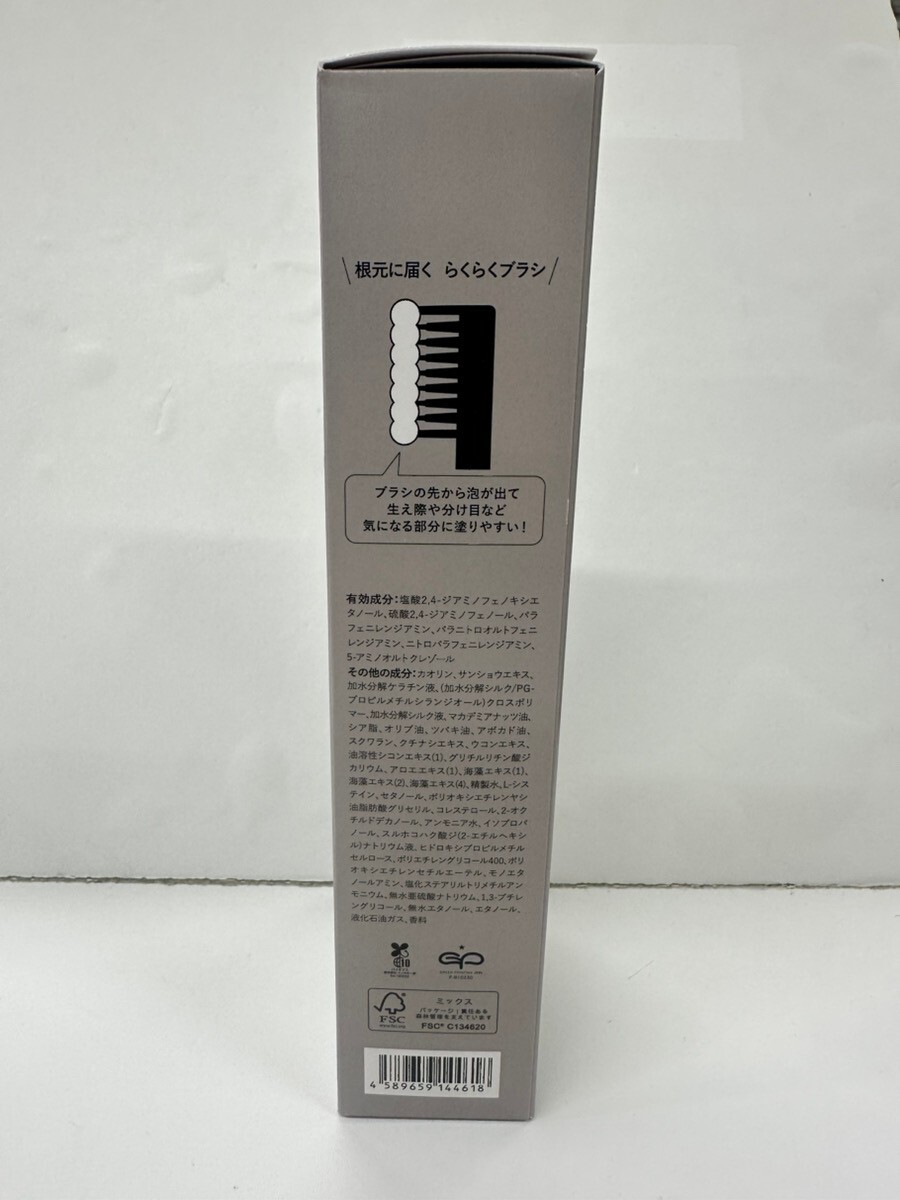 根元に届く らくらくブラシ
ブラシの先から泡が出て
生え際や分け目など
気になる部分に塗りやすい！
有効成分:塩酸2,4-ジアミノフェノキシエ
タノール、硫酸2,4-ジアミノフェノール、パラ
フェニレンジアミン、パラニトロオルトフェニ
レンジアミン、ニトロパラフェニレンジアミン、
5-アミノオルトクレゾール
その他の成分:カオリン、サンショウエキス、
加水分解ケラチン液、(加水分解シルク/PG-
プロピルメチルシランジオール)クロスポリ
マー、加水分解シルク液、マカデミアナッツ油、
シア脂、オリブ油、ツバキ油、アボカド油、
スクワラン、クチナシエキス、ウコンエキス、
油溶性シコンエキス(1)、グリチルリチン酸ジ
カリウム、アロエエキス(1)、海藻エキス(1)、
海藻エキス(2)、海藻エキス(4)、精製水、L-シス
テイン、セタノール、ポリオキシエチレンヤシ
油脂肪酸グリセリル、コレステロール、2-オク
チルドデカノール、アンモニア水、イソプロパ
ノール、スルホコハク酸ジ(2-エチルヘキシ
ル)ナトリウム液、ヒドロキシプロピルメチル
セルロース、ポリエチレングリコール400、ポリ
オキシエチレンセチルエーテル、モノエタ
ノールアミン、塩化ステアリルトリメチルアン
モニウム、無水亜硫酸ナトリウム、1,3-ブチレ
ングリコール、無水エタノール、エタノール、
液化石油ガス、香料
10
GP
FSC
www.fsc.org
ミックス
パッケージ｜責任ある
森林管理を支えています
FSC® C134620
4 589659 144618